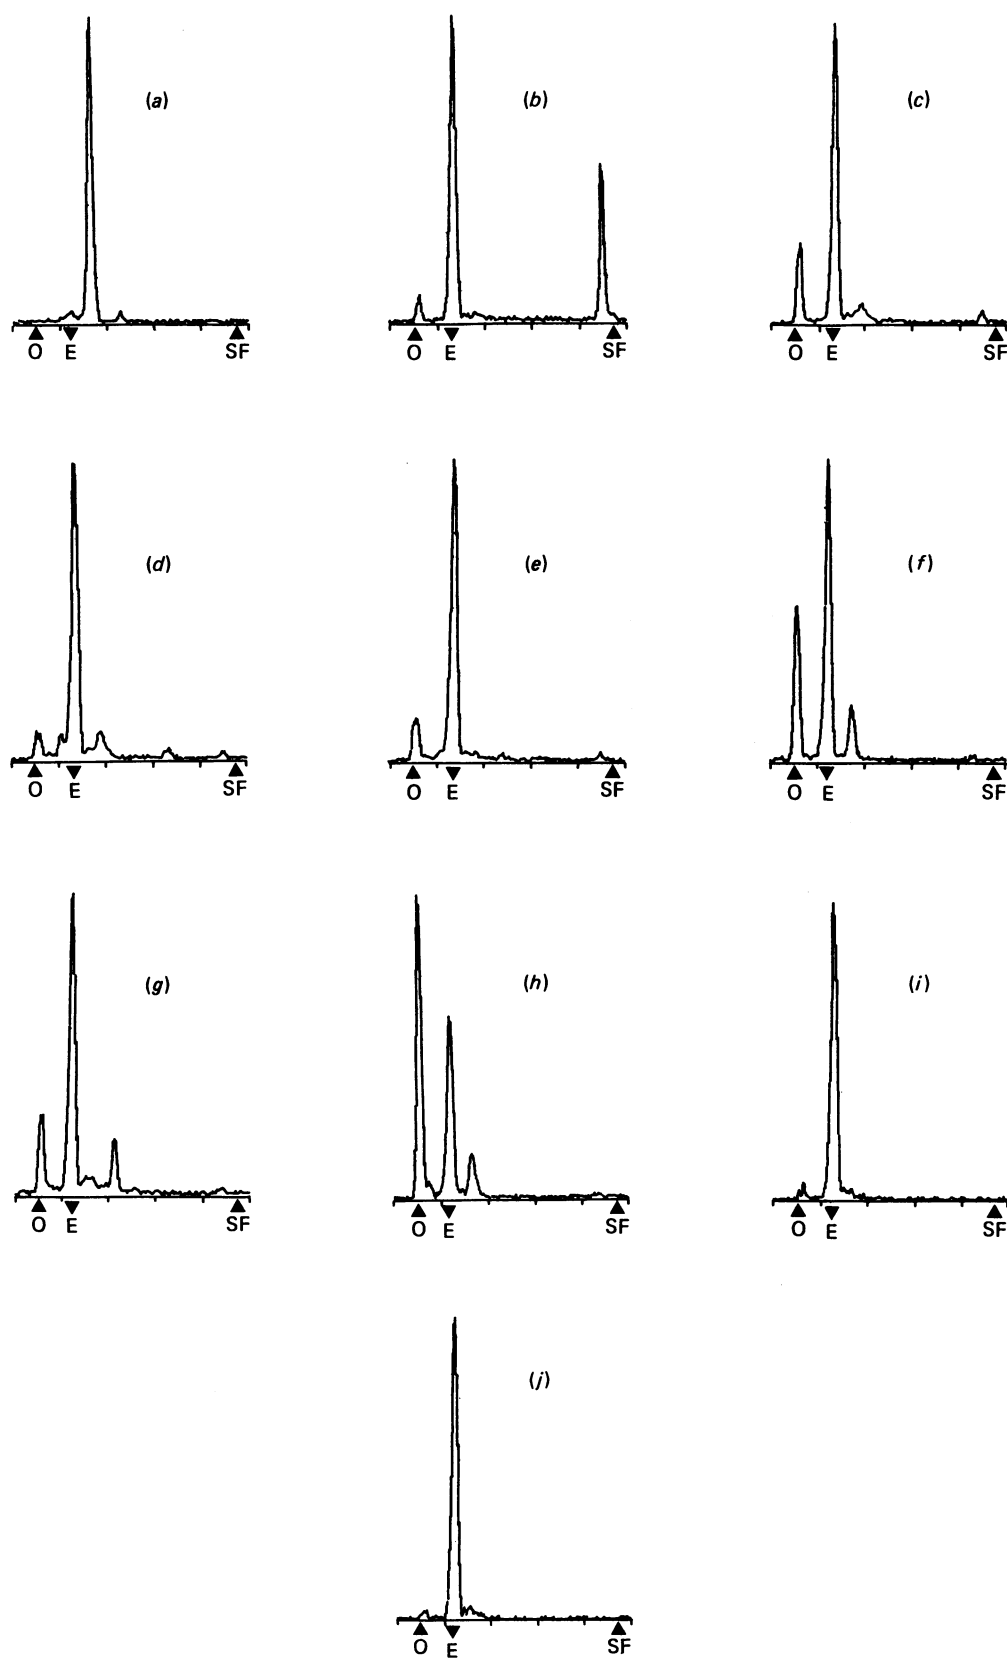 (a) (b) (c)
O E SF O E SF O E SF
(d) (e) (f)
O E SF O E SF O E SF
(g) (h) (i)
O E SF O E SF O E SF
(j)
O E SF